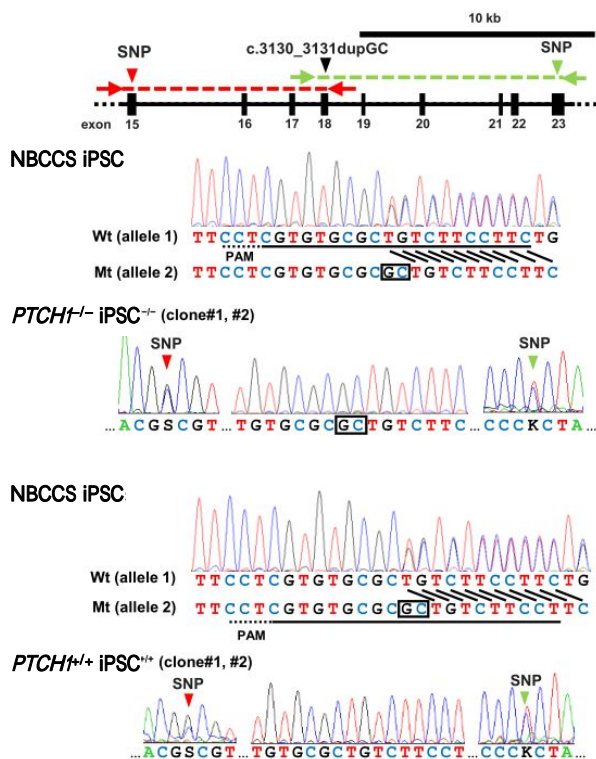 10 kb
SNP
c.3130_3131dupGC
SNP
exon 15 16 17 18 19 20 21 22 23
NBCCS iPSC
Wt (allele 1) TTCCTCGTGTGCGCTGTCTTCCTTCTG
PAM
Mt (allele 2) TTCCTCGTGTGCGCGCTGTCTTCCTTC
PTCH1-/- iPSC-/- (clone#1, #2)
SNP
SNP
... ACGSCGT ... TGTGCGCGCTGTCTTC ... CCCKCTA ...
NBCCS iPSC
Wt (allele 1) TTCCTCGTGTGCGCTGTCTTCCTTCTG
Mt (allele 2) TTCCTCGTGTGCGCGCTGTCTTCCTTC
PAM
PTCH1+/+ iPSC+/+ (clone#1, #2)
SNP
SNP
... ACGSCGT ... TGTGCGCTGTCTTCCT ... CCCKCTA ...